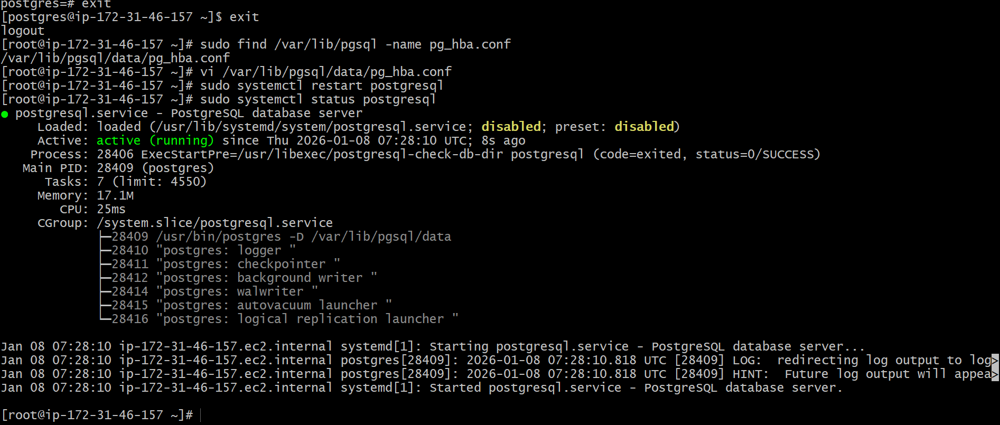 postgres=# exit
[postgres@ip-172-31-46-157 ~]$ exit
logout
[root@ip-172-31-46-157 ~]# sudo find /var/lib/pgsql -name pg_hba.conf
/var/lib/pgsql/data/pg_hba.conf
[root@ip-172-31-46-157 ~]# vi /var/lib/pgsql/data/pg_hba.conf
[root@ip-172-31-46-157 ~]# sudo systemctl restart postgresql
[root@ip-172-31-46-157 ~]# sudo systemctl status postgresql
● postgresql.service - PostgreSQL database server
     Loaded: loaded (/usr/lib/systemd/system/postgresql.service; disabled; preset: disabled)
     Active: active (running) since Thu 2026-01-08 07:28:10 UTC; 8s ago
    Process: 28406 ExecStartPre=/usr/libexec/postgresql-check-db-dir postgresql (code=exited, status=0/SUCCESS)
   Main PID: 28409 (postgres)
      Tasks: 7 (limit: 4550)
     Memory: 17.1M
        CPU: 25ms
     CGroup: /system.slice/postgresql.service
             ├─28409 /usr/bin/postgres -D /var/lib/pgsql/data
             ├─28410 "postgres: logger "
             ├─28411 "postgres: checkpointer "
             ├─28412 "postgres: background writer "
             ├─28414 "postgres: walwriter "
             ├─28415 "postgres: autovacuum launcher "
             └─28416 "postgres: logical replication launcher "
Jan 08 07:28:10 ip-172-31-46-157.ec2.internal systemd[1]: Starting postgresql.service - PostgreSQL database server...
Jan 08 07:28:10 ip-172-31-46-157.ec2.internal postgres[28409]: 2026-01-08 07:28:10.818 UTC [28409] LOG:  redirecting log output to log>
Jan 08 07:28:10 ip-172-31-46-157.ec2.internal postgres[28409]: 2026-01-08 07:28:10.818 UTC [28409] HINT:  Future log output will appea>
Jan 08 07:28:10 ip-172-31-46-157.ec2.internal systemd[1]: Started postgresql.service - PostgreSQL database server.
[root@ip-172-31-46-157 ~]#